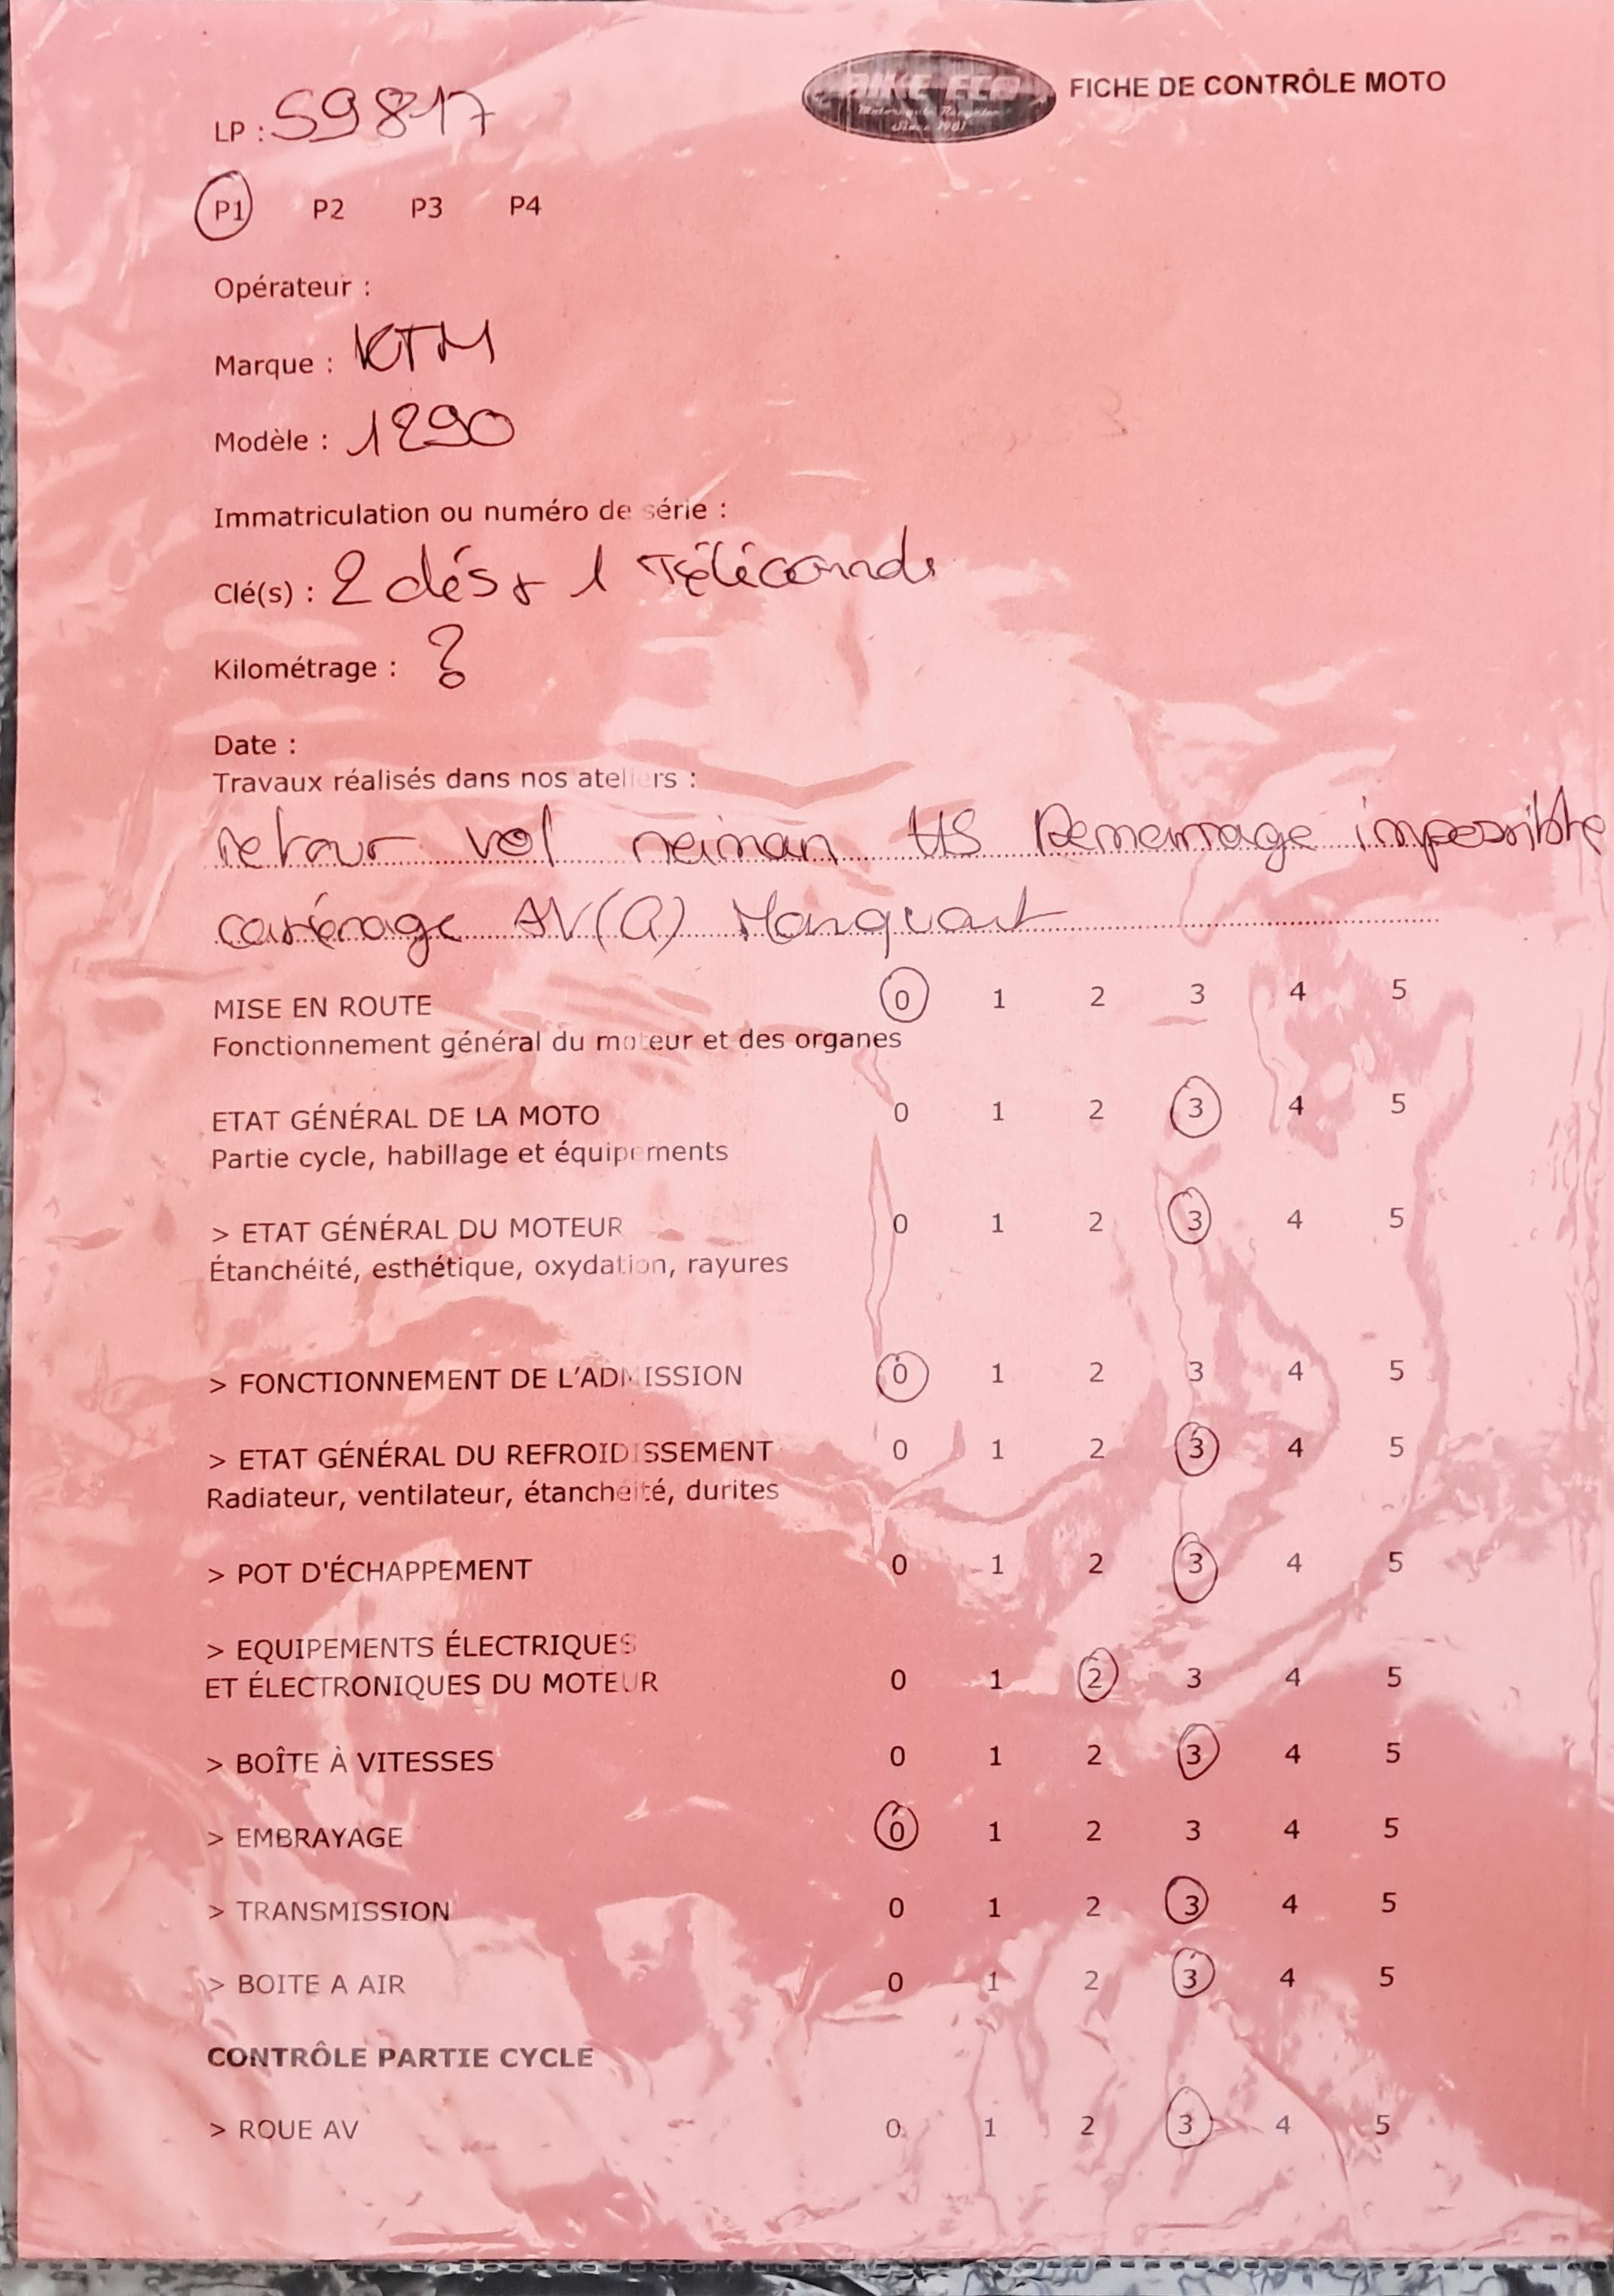 BIKE ECO
Since 1981
FICHE DE CONTRÔLE MOTO
LP : 59817
P1 P2 P3 P4
Opérateur :
Marque : KTM
Modèle : 1290
Immatriculation ou numéro de série :
Clé(s) : 2 clés + 1 Télécomde
Kilométrage : ?
Date :
Travaux réalisés dans nos ateliers :
retour vol neiman HS Demarrage impossible
carénage AV(G) Manquant
MISE EN ROUTE 0 1 2 3 4 5
Fonctionnement général du moteur et des organes
ETAT GÉNÉRAL DE LA MOTO 0 1 2 3 4 5
Partie cycle, habillage et équipements
> ETAT GÉNÉRAL DU MOTEUR 0 1 2 3 4 5
Étanchéité, esthétique, oxydation, rayures
> FONCTIONNEMENT DE L'ADMISSION 0 1 2 3 4 5
> ETAT GÉNÉRAL DU REFROIDISSEMENT 0 1 2 3 4 5
Radiateur, ventilateur, étanchéité, durites
> POT D'ÉCHAPPEMENT 0 1 2 3 4 5
> EQUIPEMENTS ÉLECTRIQUES
ET ÉLECTRONIQUES DU MOTEUR 0 1 2 3 4 5
> BOÎTE À VITESSES 0 1 2 3 4 5
> EMBRAYAGE 0 1 2 3 4 5
> TRANSMISSION 0 1 2 3 4 5
> BOITE A AIR 0 1 2 3 4 5
CONTRÔLE PARTIE CYCLE
> ROUE AV 0 1 2 3 4 5